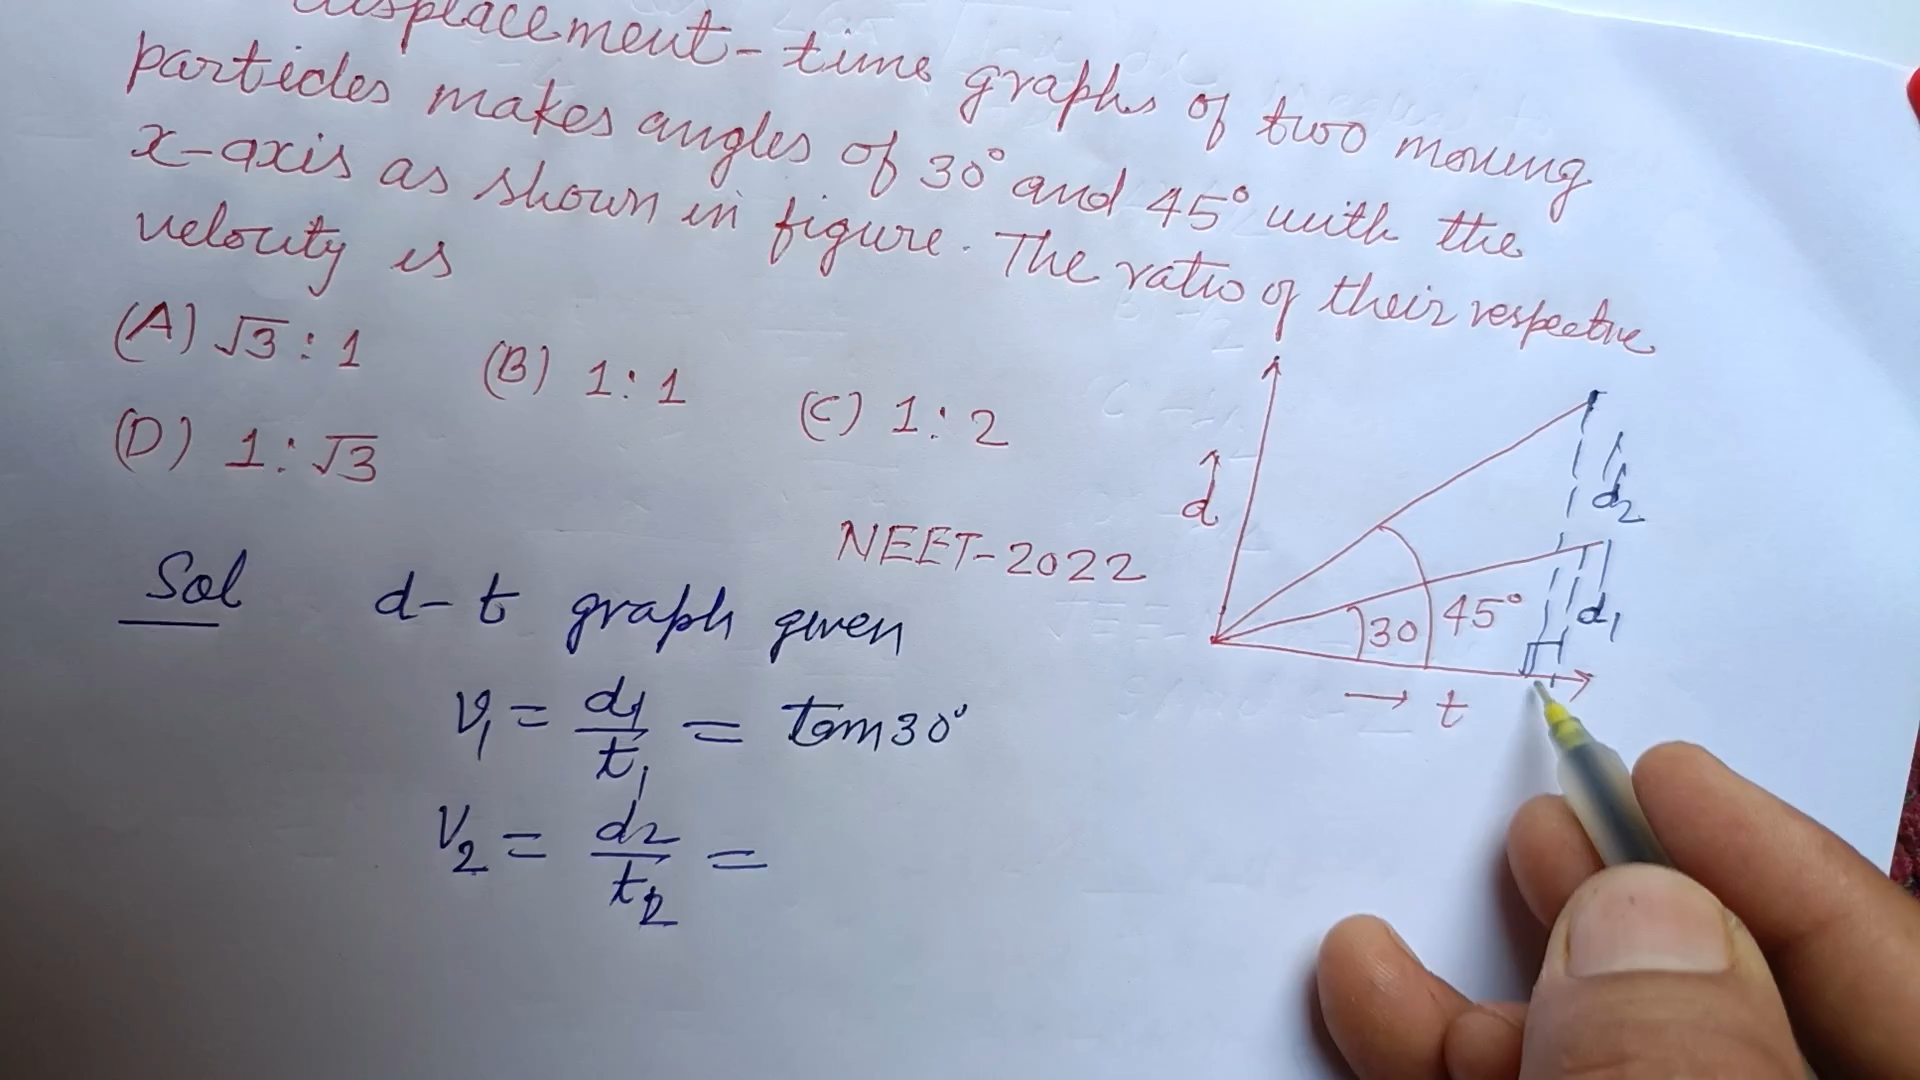 displacement-time graphs of two moving
particles makes angles of 30° and 45° with the
x-axis as shown in figure. The ratio of their respective
velocity is
(A) √3 : 1
(B) 1 : 1
(C) 1 : 2
(D) 1 : √3
NEET-2022
d
d2
d1
30
45°
t
Sol
d-t graph given
V1 = d1/t1 = tan30°
V2 = d2/t2 =